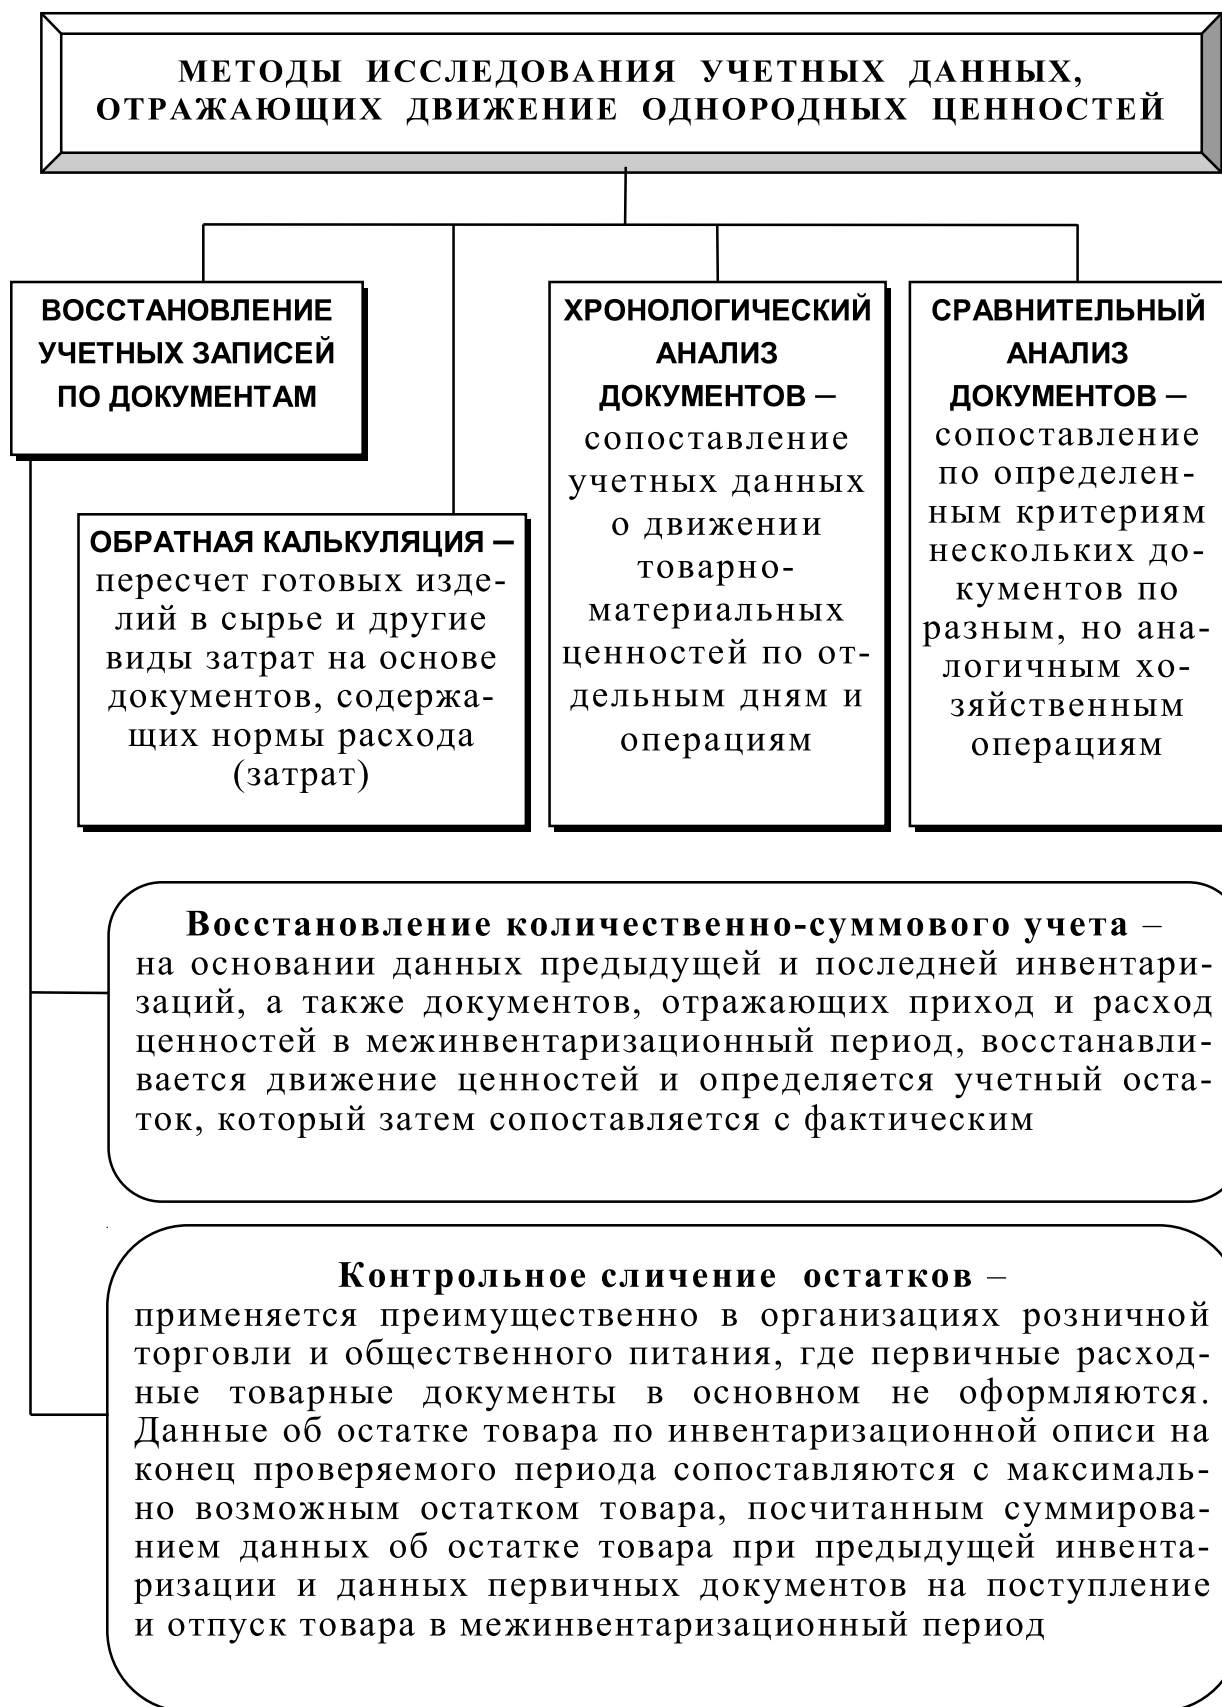 МЕТОДЫ ИССЛЕДОВАНИЯ УЧЕТНЫХ ДАННЫХ,
ОТРАЖАЮЩИХ ДВИЖЕНИЕ ОДНОРОДНЫХ ЦЕННОСТЕЙ
ВОССТАНОВЛЕНИЕ
УЧЕТНЫХ ЗАПИСЕЙ
ПО ДОКУМЕНТАМ
ОБРАТНАЯ КАЛЬКУЛЯЦИЯ –
пересчет готовых изде-
лий в сырье и другие
виды затрат на основе
документов, содержа-
щих нормы расхода
(затрат)
ХРОНОЛОГИЧЕСКИЙ
АНАЛИЗ
ДОКУМЕНТОВ –
сопоставление
учетных данных
о движении
товарно-
материальных
ценностей по от-
дельным дням и
операциям
СРАВНИТЕЛЬНЫЙ
АНАЛИЗ
ДОКУМЕНТОВ –
сопоставление
по определен-
ным критериям
нескольких до-
кументов по
разным, но ана-
логичным хо-
зяйственным
операциям
Восстановление количественно-суммового учета –
на основании данных предыдущей и последней инвентари-
заций, а также документов, отражающих приход и расход
ценностей в межинвентаризационный период, восстанавли-
вается движение ценностей и определяется учетный оста-
ток, который затем сопоставляется с фактическим
Контрольное сличение остатков –
применяется преимущественно в организациях розничной
торговли и общественного питания, где первичные расход-
ные товарные документы в основном не оформляются.
Данные об остатке товара по инвентаризационной описи на
конец проверяемого периода сопоставляются с максималь-
но возможным остатком товара, посчитанным суммирова-
нием данных об остатке товара при предыдущей инвента-
ризации и данных первичных документов на поступление
и отпуск товара в межинвентаризационный период